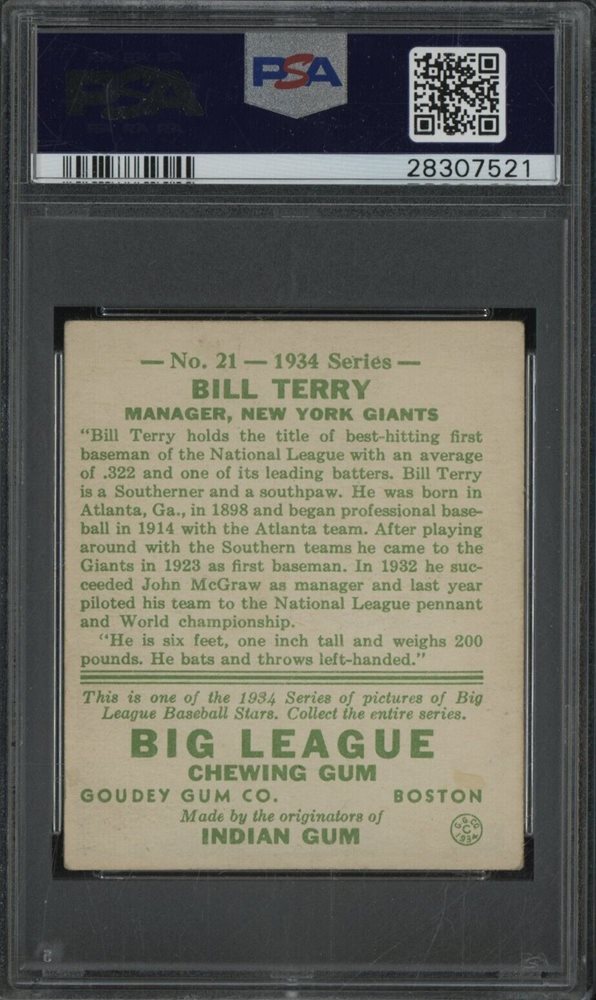 PSA
PSA
28307521
— No. 21 — 1934 Series —
BILL TERRY
MANAGER, NEW YORK GIANTS
"Bill Terry holds the title of best-hitting first
baseman of the National League with an average
of .322 and one of its leading batters. Bill Terry
is a Southerner and a southpaw. He was born in
Atlanta, Ga., in 1898 and began professional base-
ball in 1914 with the Atlanta team. After playing
around with the Southern teams he came to the
Giants in 1923 as first baseman. In 1932 he suc-
ceeded John McGraw as manager and last year
piloted his team to the National League pennant
and World championship.
"He is six feet, one inch tall and weighs 200
pounds. He bats and throws left-handed."
This is one of the 1934 Series of pictures of Big
League Baseball Stars. Collect the entire series.
BIG LEAGUE
CHEWING GUM
GOUDEY GUM CO. BOSTON
Made by the originators of
INDIAN GUM
G.G.CO.
C
1934